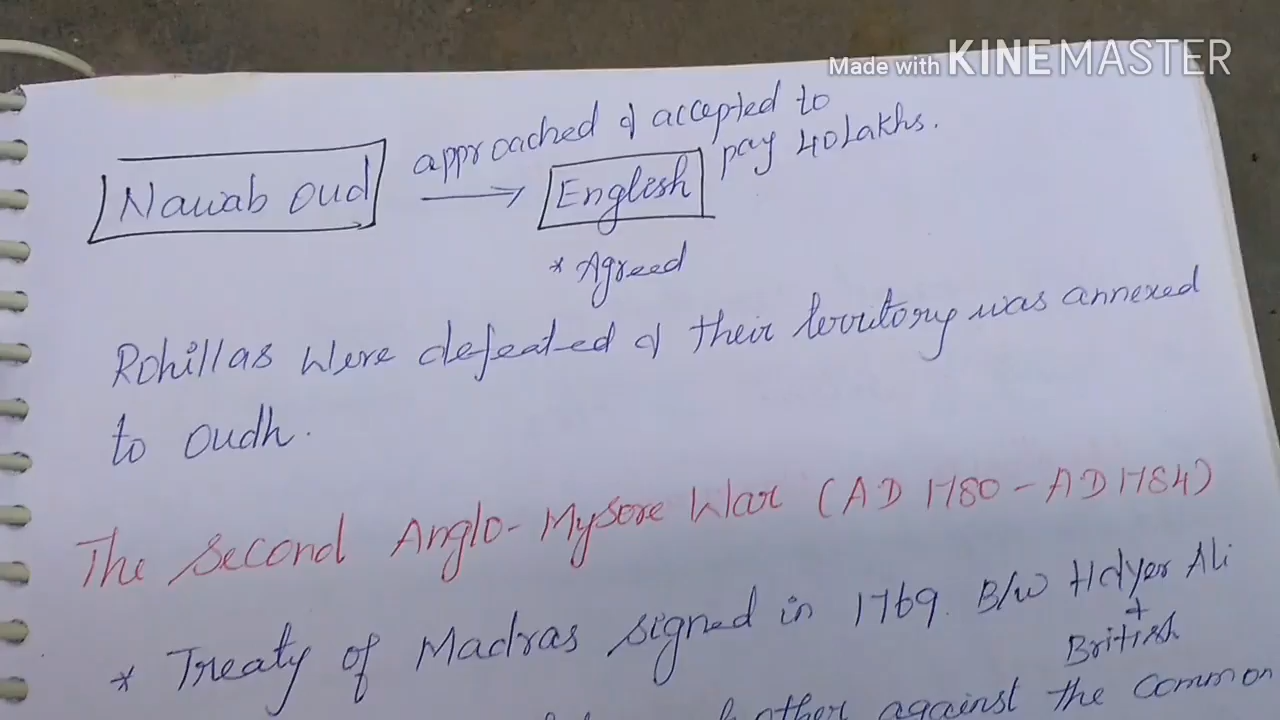 Made with KINEMASTER
approached & accepted to
pay 40 Lakhs.
Nawab oud → English
* Agreed
Rohillas were defeated & their territory was annexed
to oudh.
The Second Anglo-Mysore War (AD 1780 - AD 1784)
* Treaty of Madras signed in 1769. B/w Hdyer Ali
+
British
other against the common